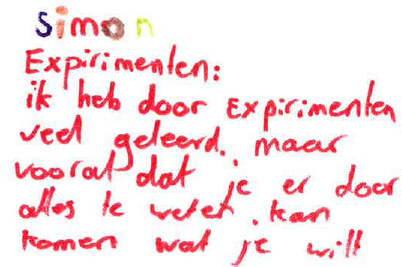 simon
Expirimenten:
ik heb door Expirimenten
veel geleerd. maar
vooral dat je er door
alles te wetet. kan
komen wat je will